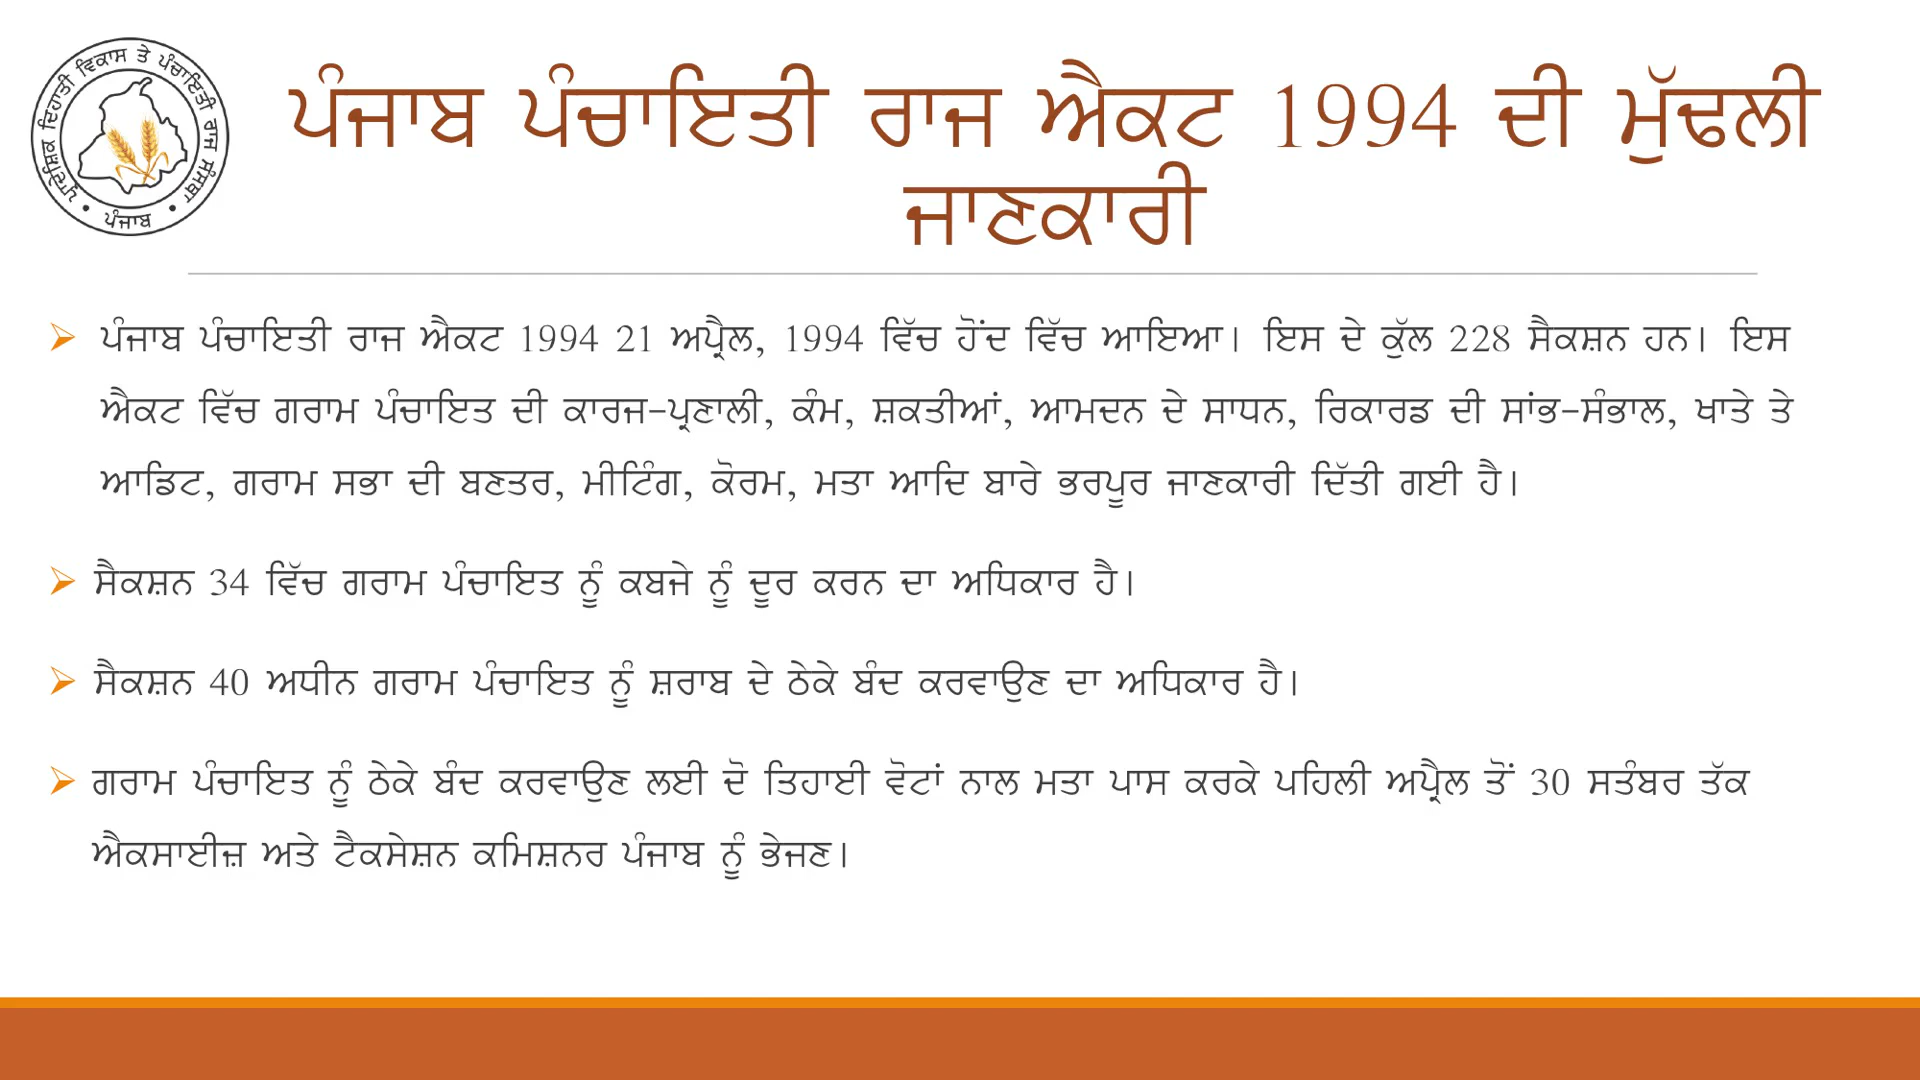 ਪ੍ਰਾਦੇਸ਼ਿਕ ਦਿਹਾਤੀ ਵਿਕਾਸ ਤੇ ਪੰਚਾਇਤੀ ਰਾਜ ਸੰਸਥਾ
ਪੰਜਾਬ
ਪੰਜਾਬ ਪੰਚਾਇਤੀ ਰਾਜ ਐਕਟ 1994 ਦੀ ਮੁੱਢਲੀ
ਜਾਣਕਾਰੀ
ਪੰਜਾਬ ਪੰਚਾਇਤੀ ਰਾਜ ਐਕਟ 1994 21 ਅਪ੍ਰੈਲ, 1994 ਵਿੱਚ ਹੋਂਦ ਵਿੱਚ ਆਇਆ। ਇਸ ਦੇ ਕੁੱਲ 228 ਸੈਕਸ਼ਨ ਹਨ। ਇਸ
ਐਕਟ ਵਿੱਚ ਗਰਾਮ ਪੰਚਾਇਤ ਦੀ ਕਾਰਜ-ਪ੍ਰਣਾਲੀ, ਕੰਮ, ਸ਼ਕਤੀਆਂ, ਆਮਦਨ ਦੇ ਸਾਧਨ, ਰਿਕਾਰਡ ਦੀ ਸਾਂਭ-ਸੰਭਾਲ, ਖਾਤੇ ਤੇ
ਆਡਿਟ, ਗਰਾਮ ਸਭਾ ਦੀ ਬਣਤਰ, ਮੀਟਿੰਗ, ਕੋਰਮ, ਮਤਾ ਆਦਿ ਬਾਰੇ ਭਰਪੂਰ ਜਾਣਕਾਰੀ ਦਿੱਤੀ ਗਈ ਹੈ।
ਸੈਕਸ਼ਨ 34 ਵਿੱਚ ਗਰਾਮ ਪੰਚਾਇਤ ਨੂੰ ਕਬਜੇ ਨੂੰ ਦੂਰ ਕਰਨ ਦਾ ਅਧਿਕਾਰ ਹੈ।
ਸੈਕਸ਼ਨ 40 ਅਧੀਨ ਗਰਾਮ ਪੰਚਾਇਤ ਨੂੰ ਸ਼ਰਾਬ ਦੇ ਠੇਕੇ ਬੰਦ ਕਰਵਾਉਣ ਦਾ ਅਧਿਕਾਰ ਹੈ।
ਗਰਾਮ ਪੰਚਾਇਤ ਨੂੰ ਠੇਕੇ ਬੰਦ ਕਰਵਾਉਣ ਲਈ ਦੋ ਤਿਹਾਈ ਵੋਟਾਂ ਨਾਲ ਮਤਾ ਪਾਸ ਕਰਕੇ ਪਹਿਲੀ ਅਪ੍ਰੈਲ ਤੋਂ 30 ਸਤੰਬਰ ਤੱਕ
ਐਕਸਾਈਜ਼ ਅਤੇ ਟੈਕਸੇਸ਼ਨ ਕਮਿਸ਼ਨਰ ਪੰਜਾਬ ਨੂੰ ਭੇਜਣ।